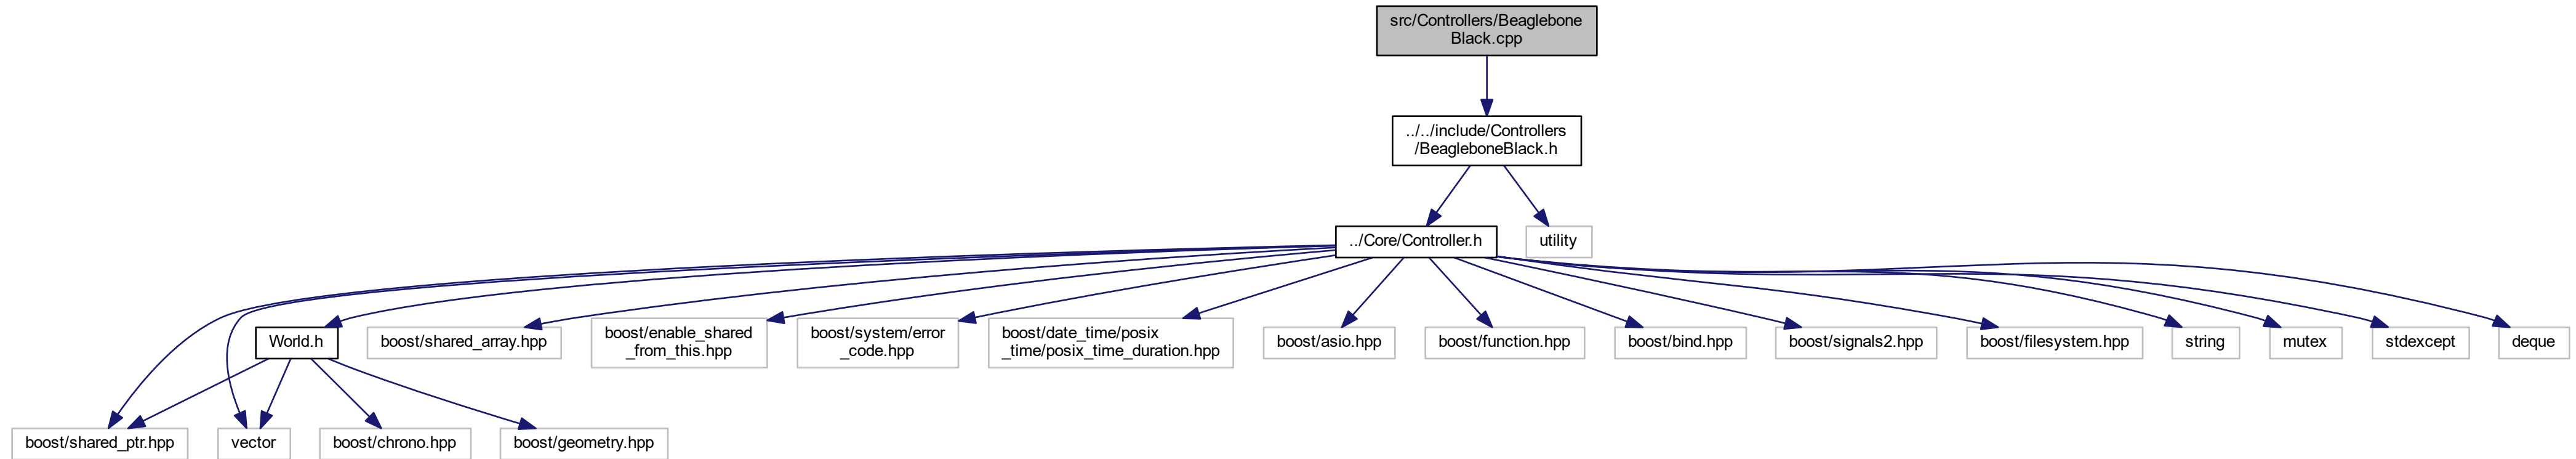 src/Controllers/Beaglebone
Black.cpp
../../include/Controllers
/BeagleboneBlack.h
../Core/Controller.h
utility
World.h
boost/shared_array.hpp
boost/enable_shared
_from_this.hpp
boost/system/error
_code.hpp
boost/date_time/posix
_time/posix_time_duration.hpp
boost/asio.hpp
boost/function.hpp
boost/bind.hpp
boost/signals2.hpp
boost/filesystem.hpp
string
mutex
stdexcept
deque
boost/shared_ptr.hpp
vector
boost/chrono.hpp
boost/geometry.hpp